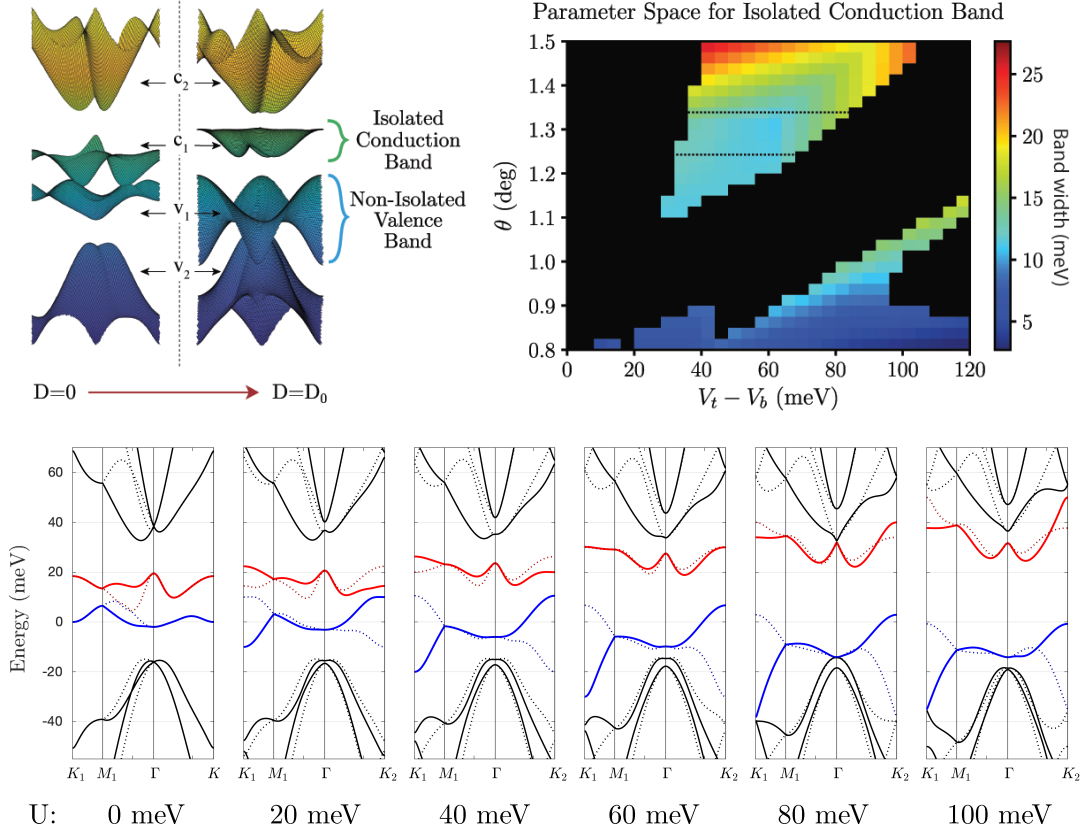 c₂
c₁
v₁
v₂
Isolated
Conduction
Band
Non-Isolated
Valence
Band
D=0
D=D₀
Parameter Space for Isolated Conduction Band
1.5
1.4
1.3
1.2
1.1
1.0
0.9
0.8
θ (deg)
0 20 40 60 80 100 120
V_t − V_b (meV)
25
20
15
10
5
Band width (meV)
60
40
20
0
-20
-40
Energy (meV)
K₁ M₁ Γ K
K₁ M₁ Γ K₂
K₁ M₁ Γ K₂
K₁ M₁ Γ K₂
K₁ M₁ Γ K₂
K₁ M₁ Γ K₂
U: 0 meV 20 meV 40 meV 60 meV 80 meV 100 meV